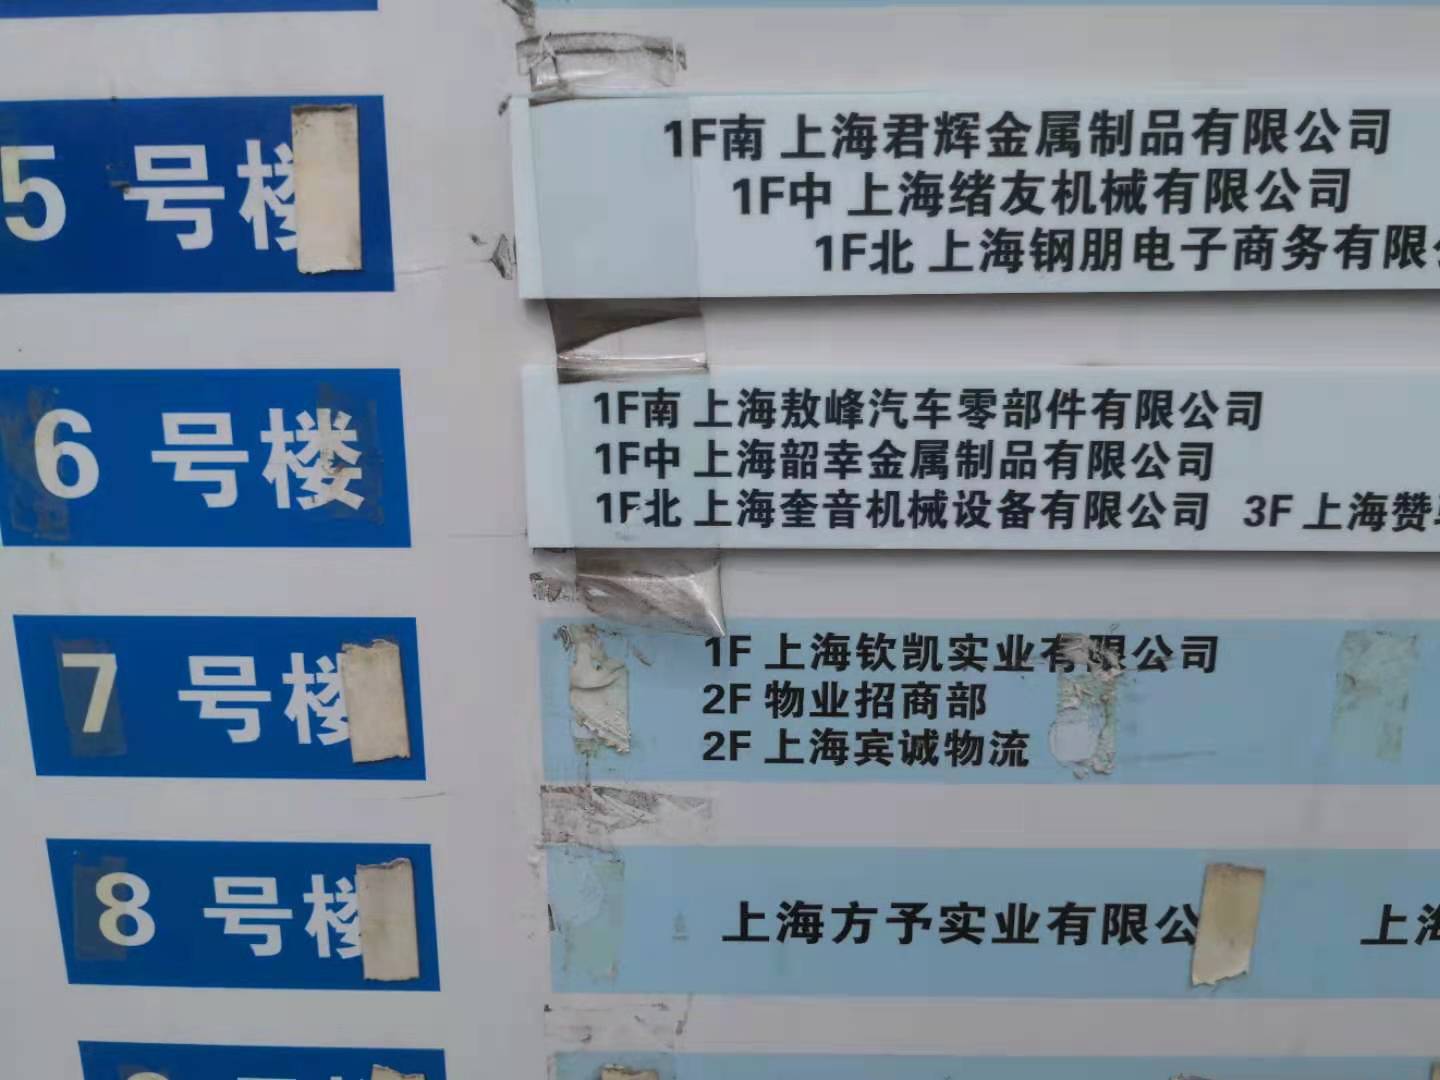 5 号楼
1F南 上海君辉金属制品有限公司
1F中 上海绪友机械有限公司
1F北 上海钢朋电子商务有限
6 号楼
1F南 上海敖峰汽车零部件有限公司
1F中 上海韶幸金属制品有限公司
1F北 上海奎音机械设备有限公司 3F 上海赞
7 号楼
1F 上海钦凯实业有限公司
2F 物业招商部
2F 上海宾诚物流
8 号楼
上海方予实业有限公 上海